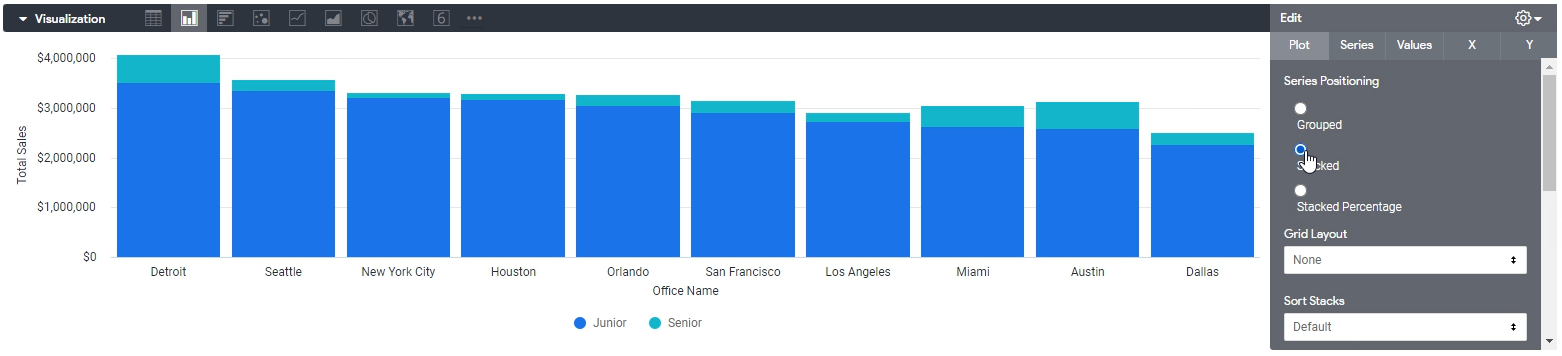 Visualization
6
Edit
Plot Series Values X Y
Series Positioning
Grouped
Stacked Percentage
Grid Layout
None
Sort Stacks
Default
$4,000,000
$3,000,000
$2,000,000
$1,000,000
$0
Total Sales
Detroit Seattle New York City Houston Orlando San Francisco Los Angeles Miami Austin Dallas
Office Name
Junior Senior